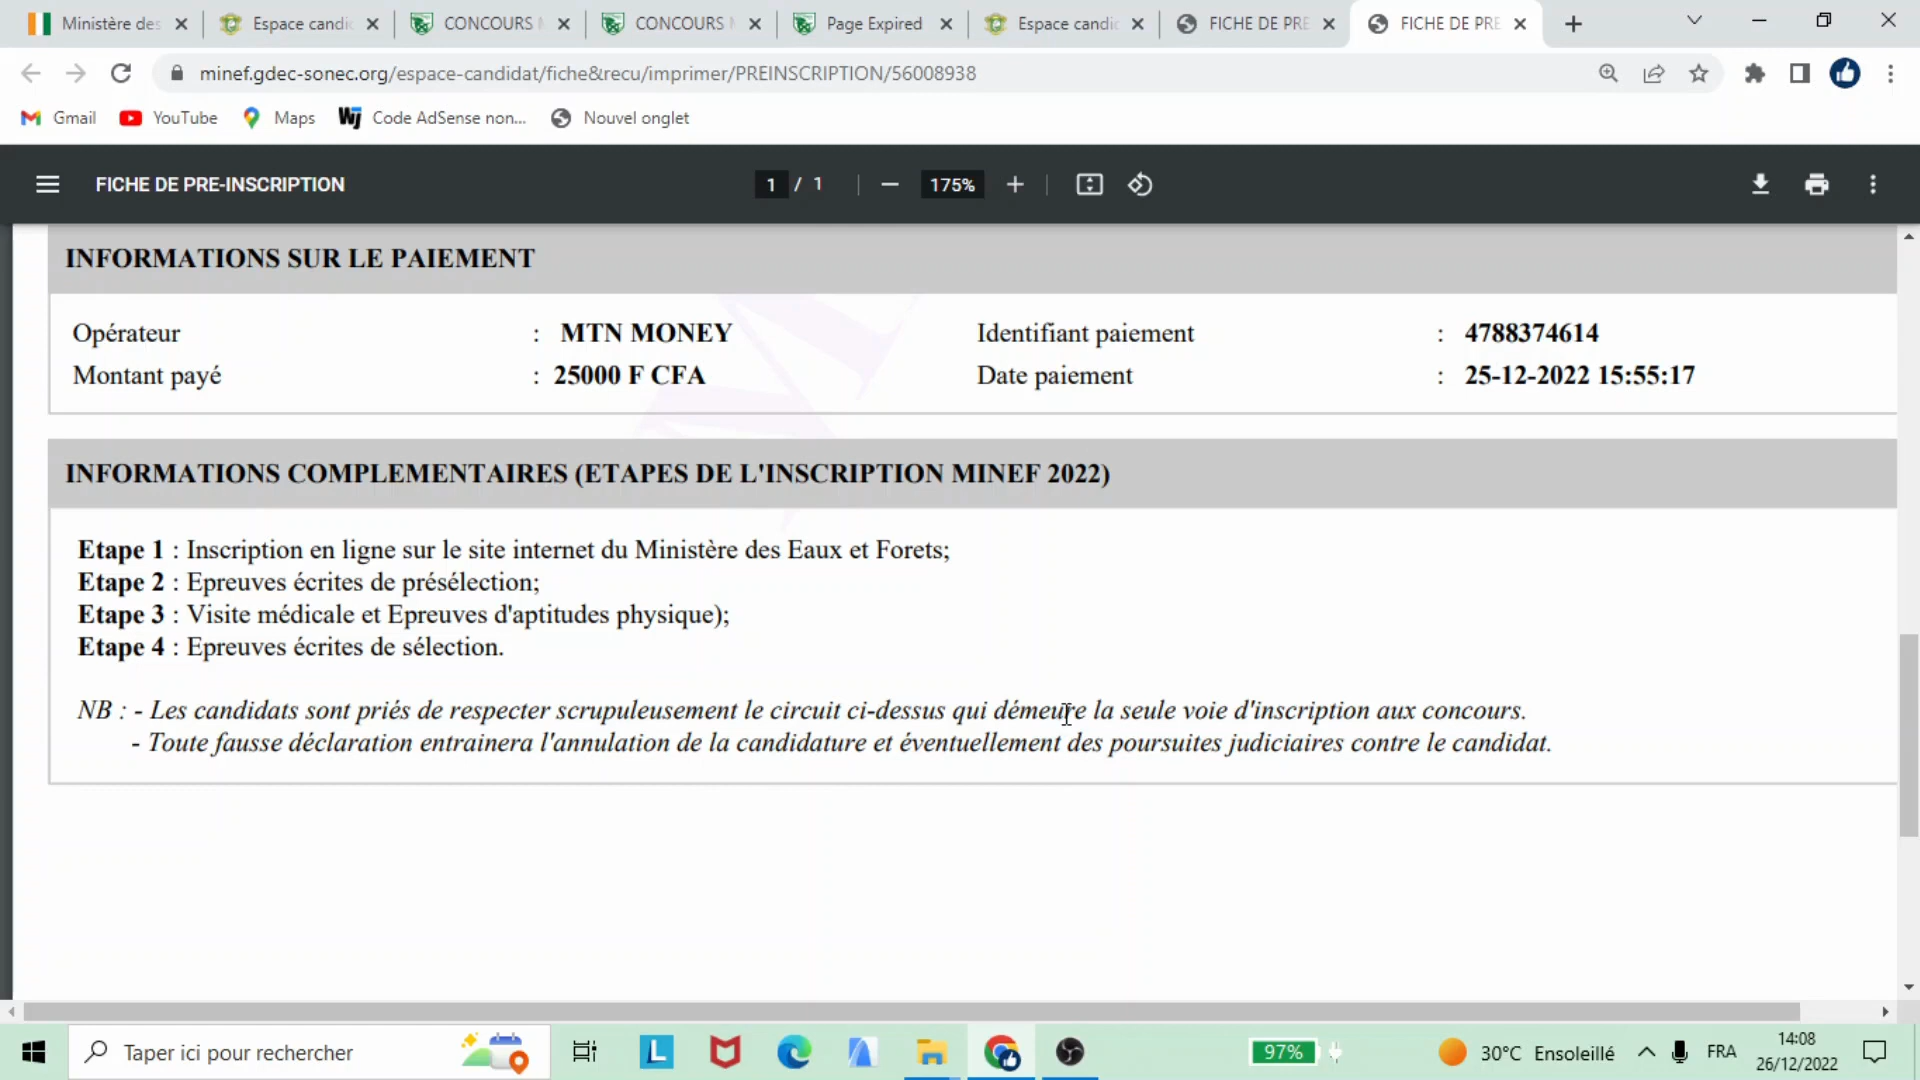 Ministère des
Espace candid
CONCOURS
CONCOURS
Page Expired
Espace candid
FICHE DE PRE
FICHE DE PRE
minef.gdec-sonec.org/espace-candidat/fiche&recu/imprimer/PREINSCRIPTION/56008938
Gmail
YouTube
Maps
Code AdSense non...
Nouvel onglet
FICHE DE PRE-INSCRIPTION
1 / 1
175%
INFORMATIONS SUR LE PAIEMENT
Opérateur : MTN MONEY Identifiant paiement : 4788374614
Montant payé : 25000 F CFA Date paiement : 25-12-2022 15:55:17
INFORMATIONS COMPLEMENTAIRES (ETAPES DE L'INSCRIPTION MINEF 2022)
Etape 1 : Inscription en ligne sur le site internet du Ministère des Eaux et Forets;
Etape 2 : Epreuves écrites de présélection;
Etape 3 : Visite médicale et Epreuves d'aptitudes physique);
Etape 4 : Epreuves écrites de sélection.
NB : - Les candidats sont priés de respecter scrupuleusement le circuit ci-dessus qui démeure la seule voie d'inscription aux concours.
- Toute fausse déclaration entrainera l'annulation de la candidature et éventuellement des poursuites judiciaires contre le candidat.
Taper ici pour rechercher
97%
30°C Ensoleillé
FRA
14:08
26/12/2022